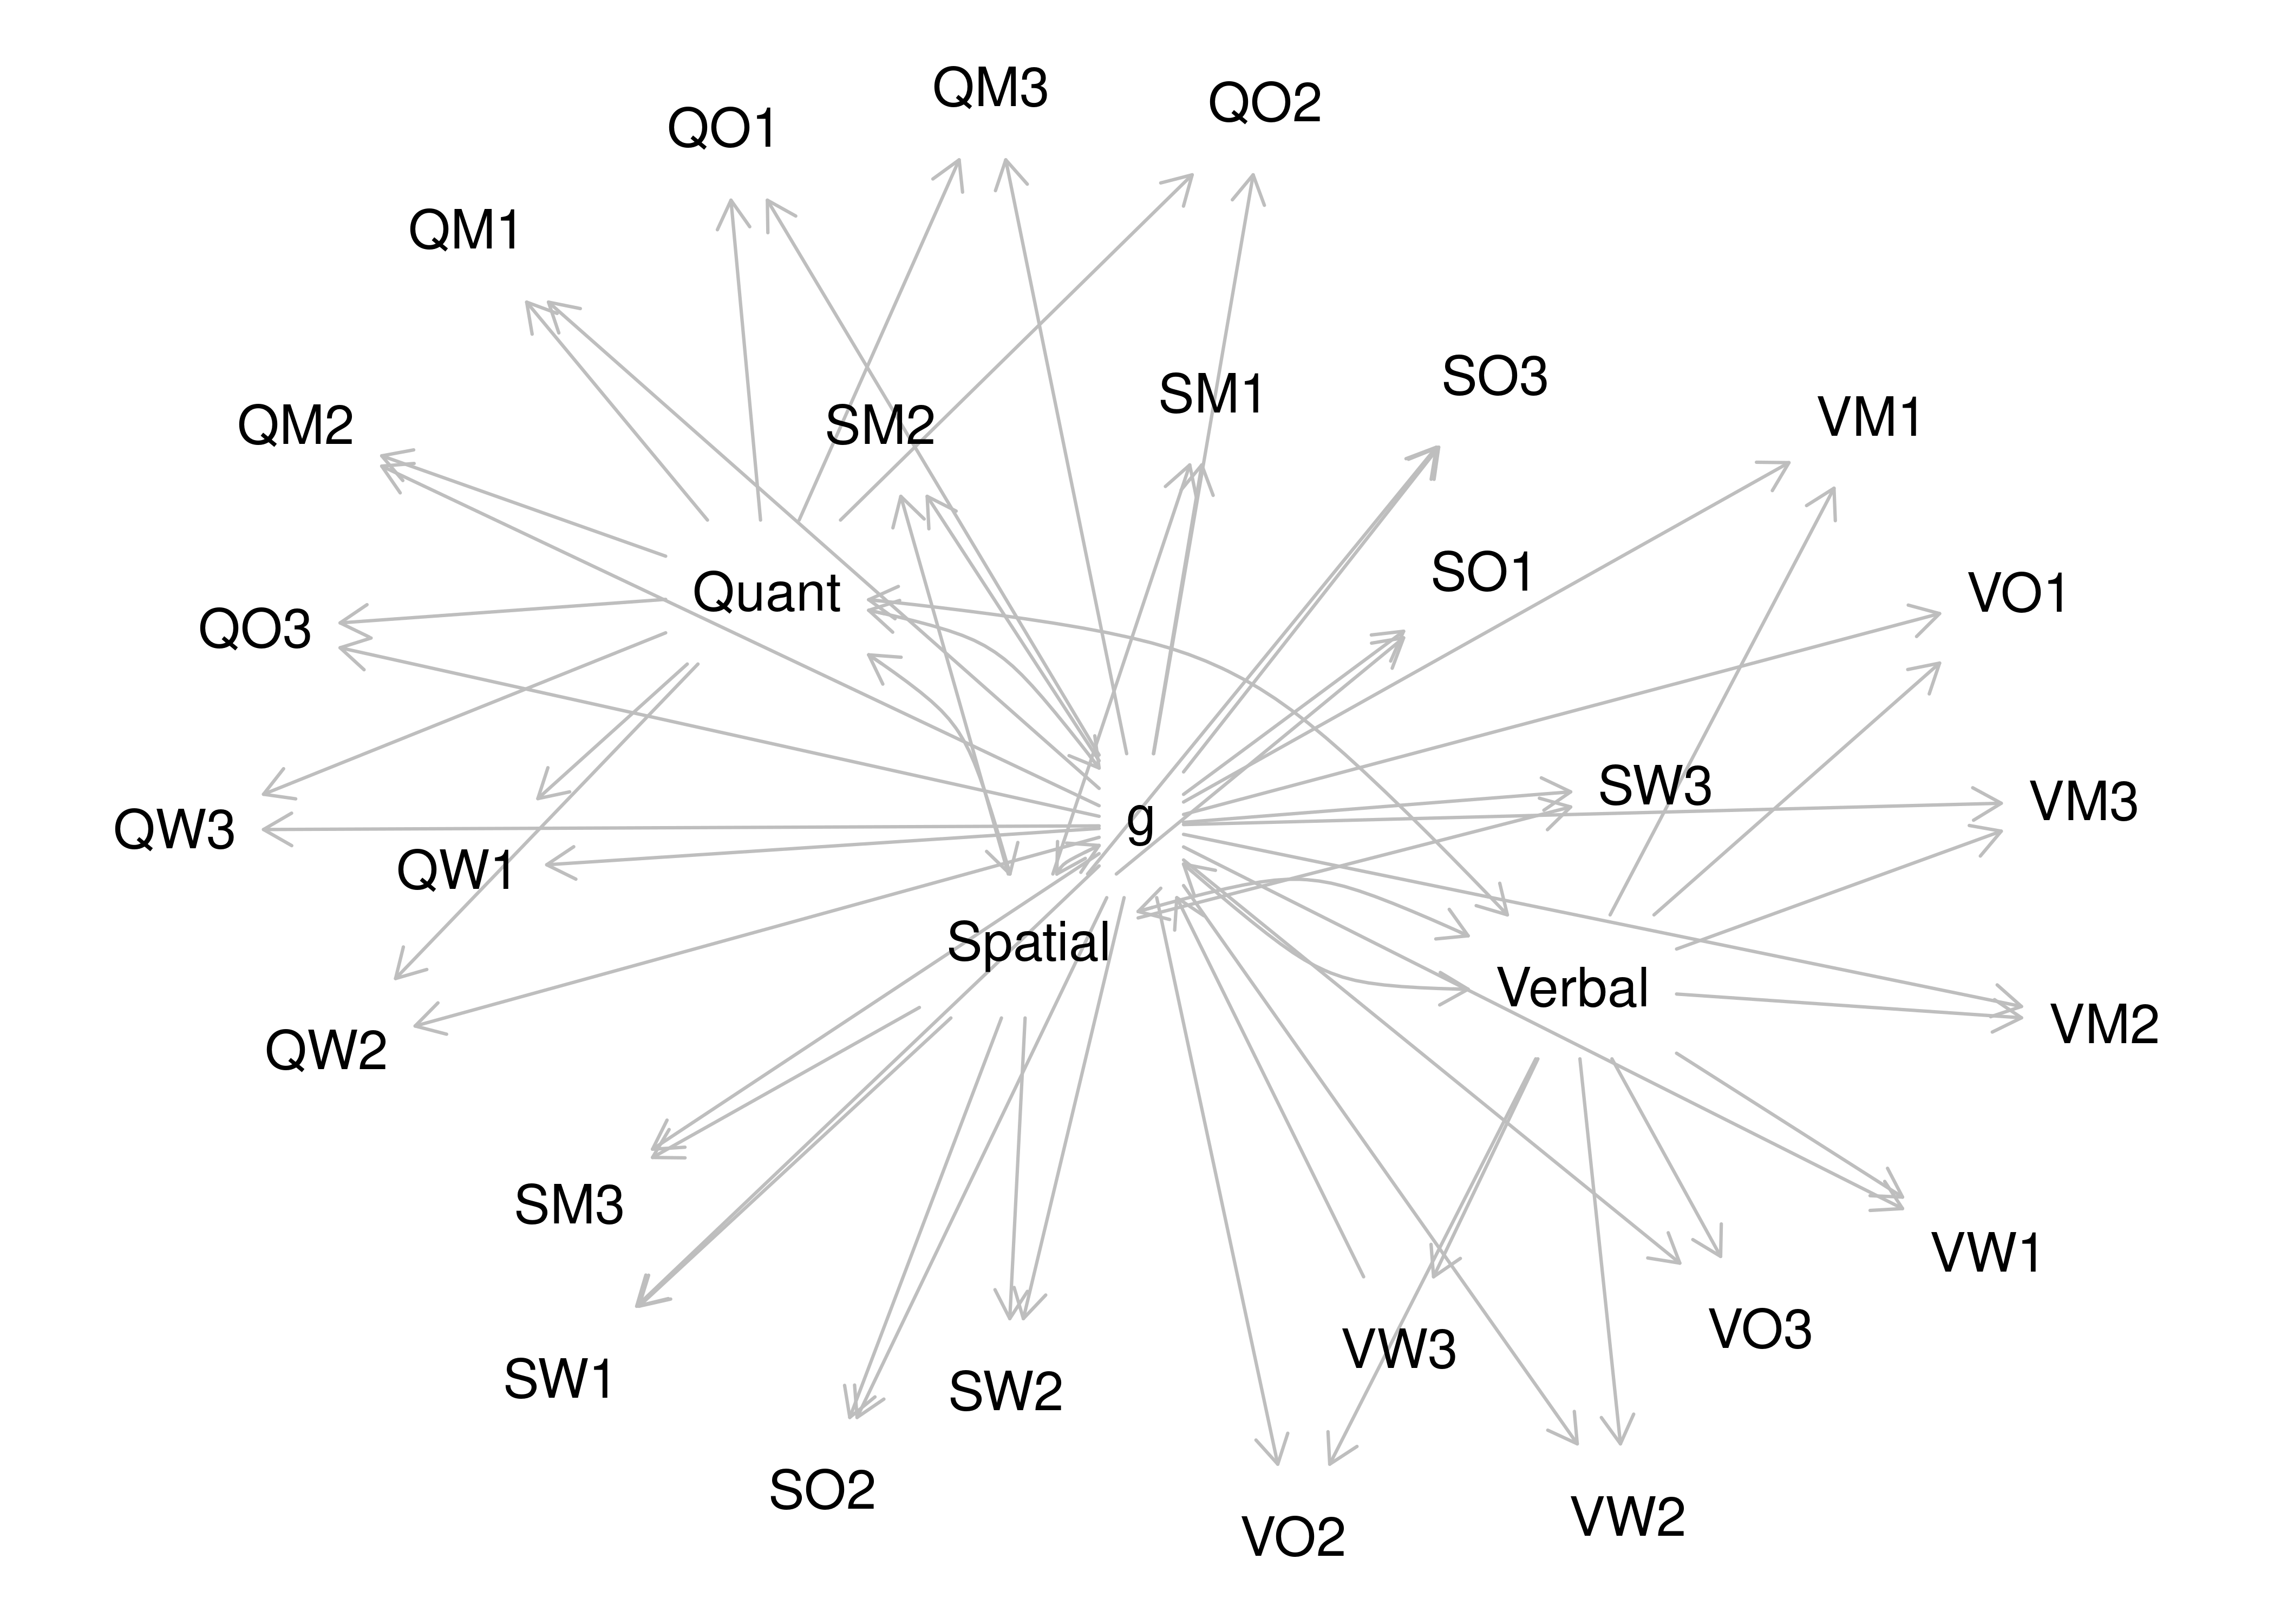 QM3
QO2
QO1
QM1
SO3
SM1
VM1
QM2
SM2
SO1
Quant
VO1
QO3
SW3
VM3
g
QW3
QW1
Spatial
Verbal
VM2
QW2
SM3
VW1
VO3
VW3
SW1
SW2
SO2
VW2
VO2